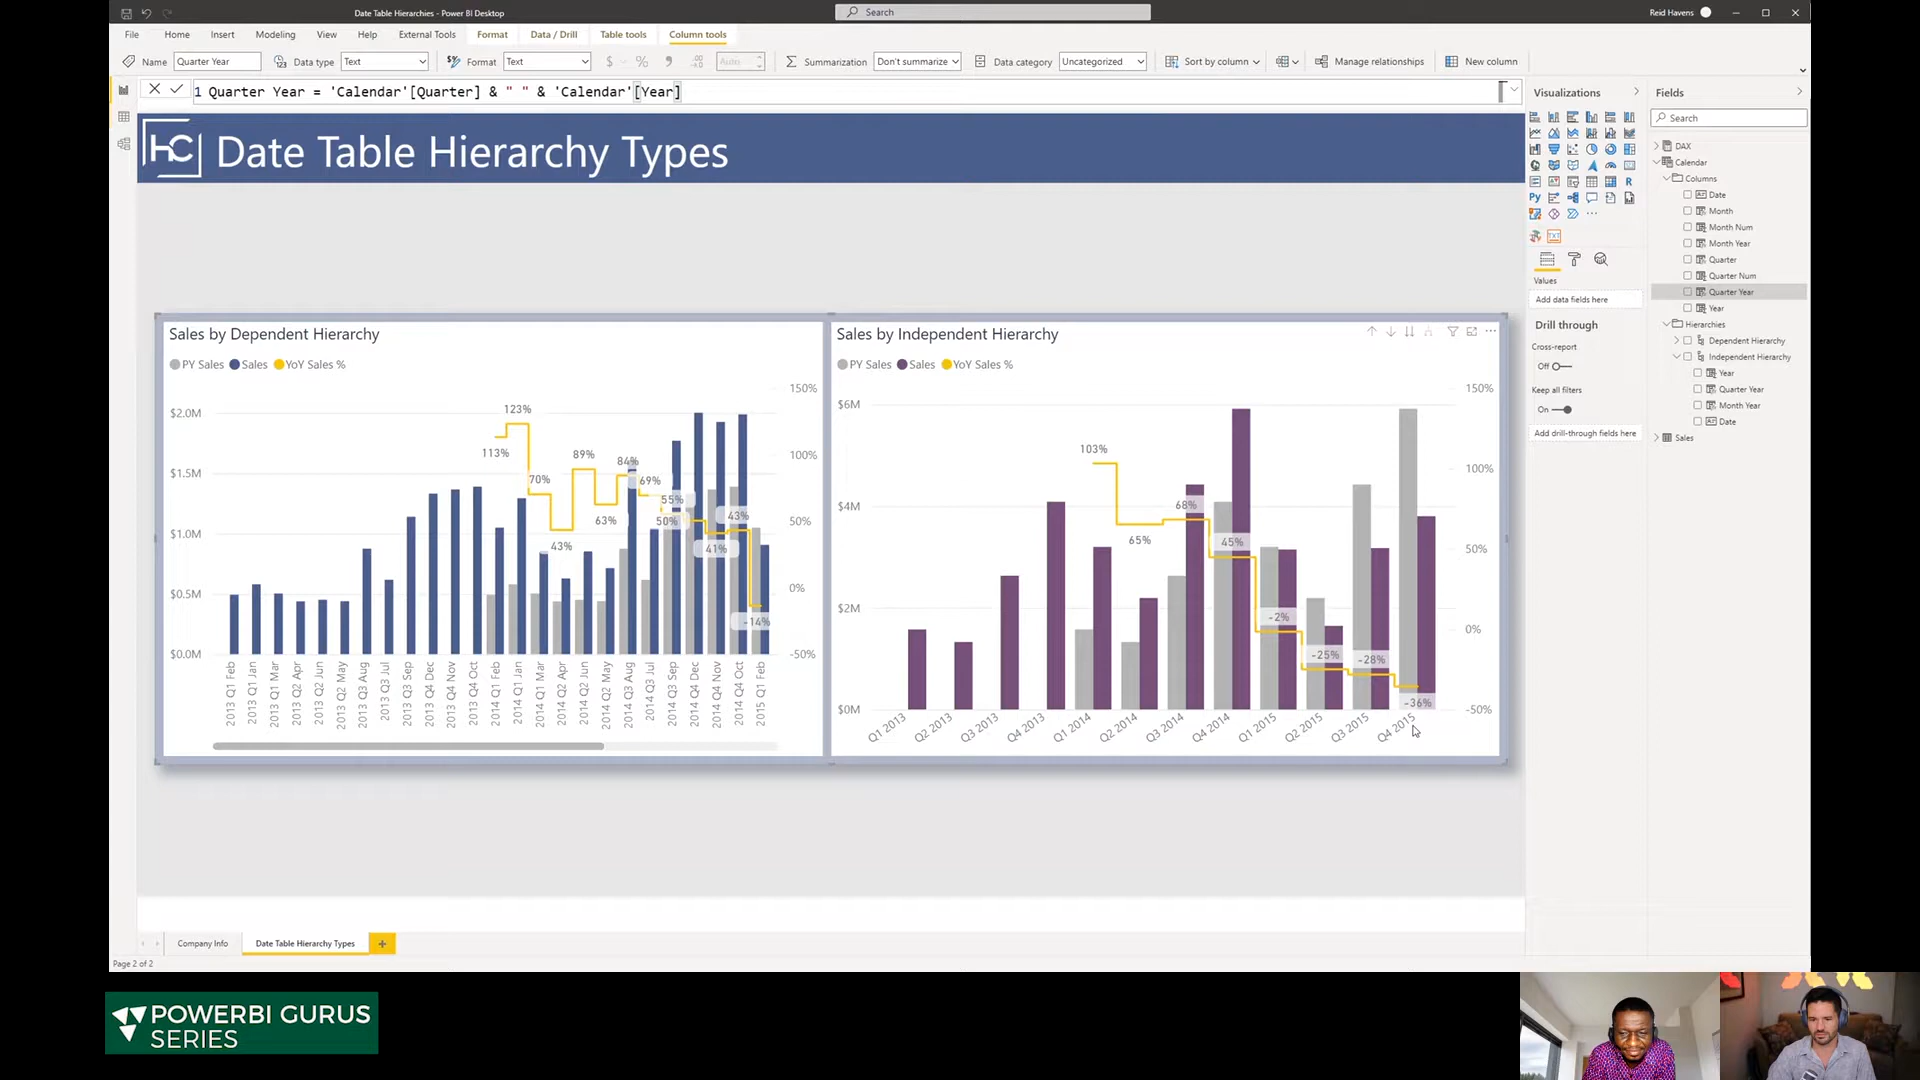 Date Table Hierarchies - Power BI Desktop
Search
Reid Havens
File Home Insert Modeling View Help External Tools Format Data / Drill Table tools Column tools
Name Quarter Year Data type Text Format Text $ % Auto Summarization Don't summarize Data category Uncategorized Sort by column Manage relationships New column
1 Quarter Year = 'Calendar'[Quarter] & " " & 'Calendar'[Year]
HC Date Table Hierarchy Types
Sales by Dependent Hierarchy
PY Sales Sales YoY Sales %
$2.0M
$1.5M
$1.0M
$0.5M
$0.0M
150%
100%
50%
0%
-50%
113%
123%
70%
43%
89%
63%
84%
69%
50%
55%
41%
43%
-14%
2013 Q1 Feb
2013 Q1 Jan
2013 Q1 Mar
2013 Q2 Apr
2013 Q2 Jun
2013 Q2 May
2013 Q3 Aug
2013 Q3 Jul
2013 Q3 Sep
2013 Q4 Dec
2013 Q4 Nov
2013 Q4 Oct
2014 Q1 Feb
2014 Q1 Jan
2014 Q1 Mar
2014 Q2 Apr
2014 Q2 Jun
2014 Q2 May
2014 Q3 Aug
2014 Q3 Jul
2014 Q3 Sep
2014 Q4 Dec
2014 Q4 Nov
2014 Q4 Oct
2015 Q1 Feb
Sales by Independent Hierarchy
PY Sales Sales YoY Sales %
$6M
$4M
$2M
$0M
150%
100%
50%
0%
-50%
103%
65%
68%
45%
-2%
-25%
-28%
-36%
Q1 2013
Q2 2013
Q3 2013
Q4 2013
Q1 2014
Q2 2014
Q3 2014
Q4 2014
Q1 2015
Q2 2015
Q3 2015
Q4 2015
Visualizations
R
Py
TXT
Values
Add data fields here
Drill through
Cross-report
Off
Keep all filters
On
Add drill-through fields here
Fields
Search
DAX
Calendar
Columns
Date
Month
Month Num
Month Year
Quarter
Quarter Num
Quarter Year
Year
Hierarchies
Dependent Hierarchy
Independent Hierarchy
Year
Quarter Year
Month Year
Date
Sales
Company Info Date Table Hierarchy Types +
Page 2 of 2
POWERBI GURUS
SERIES